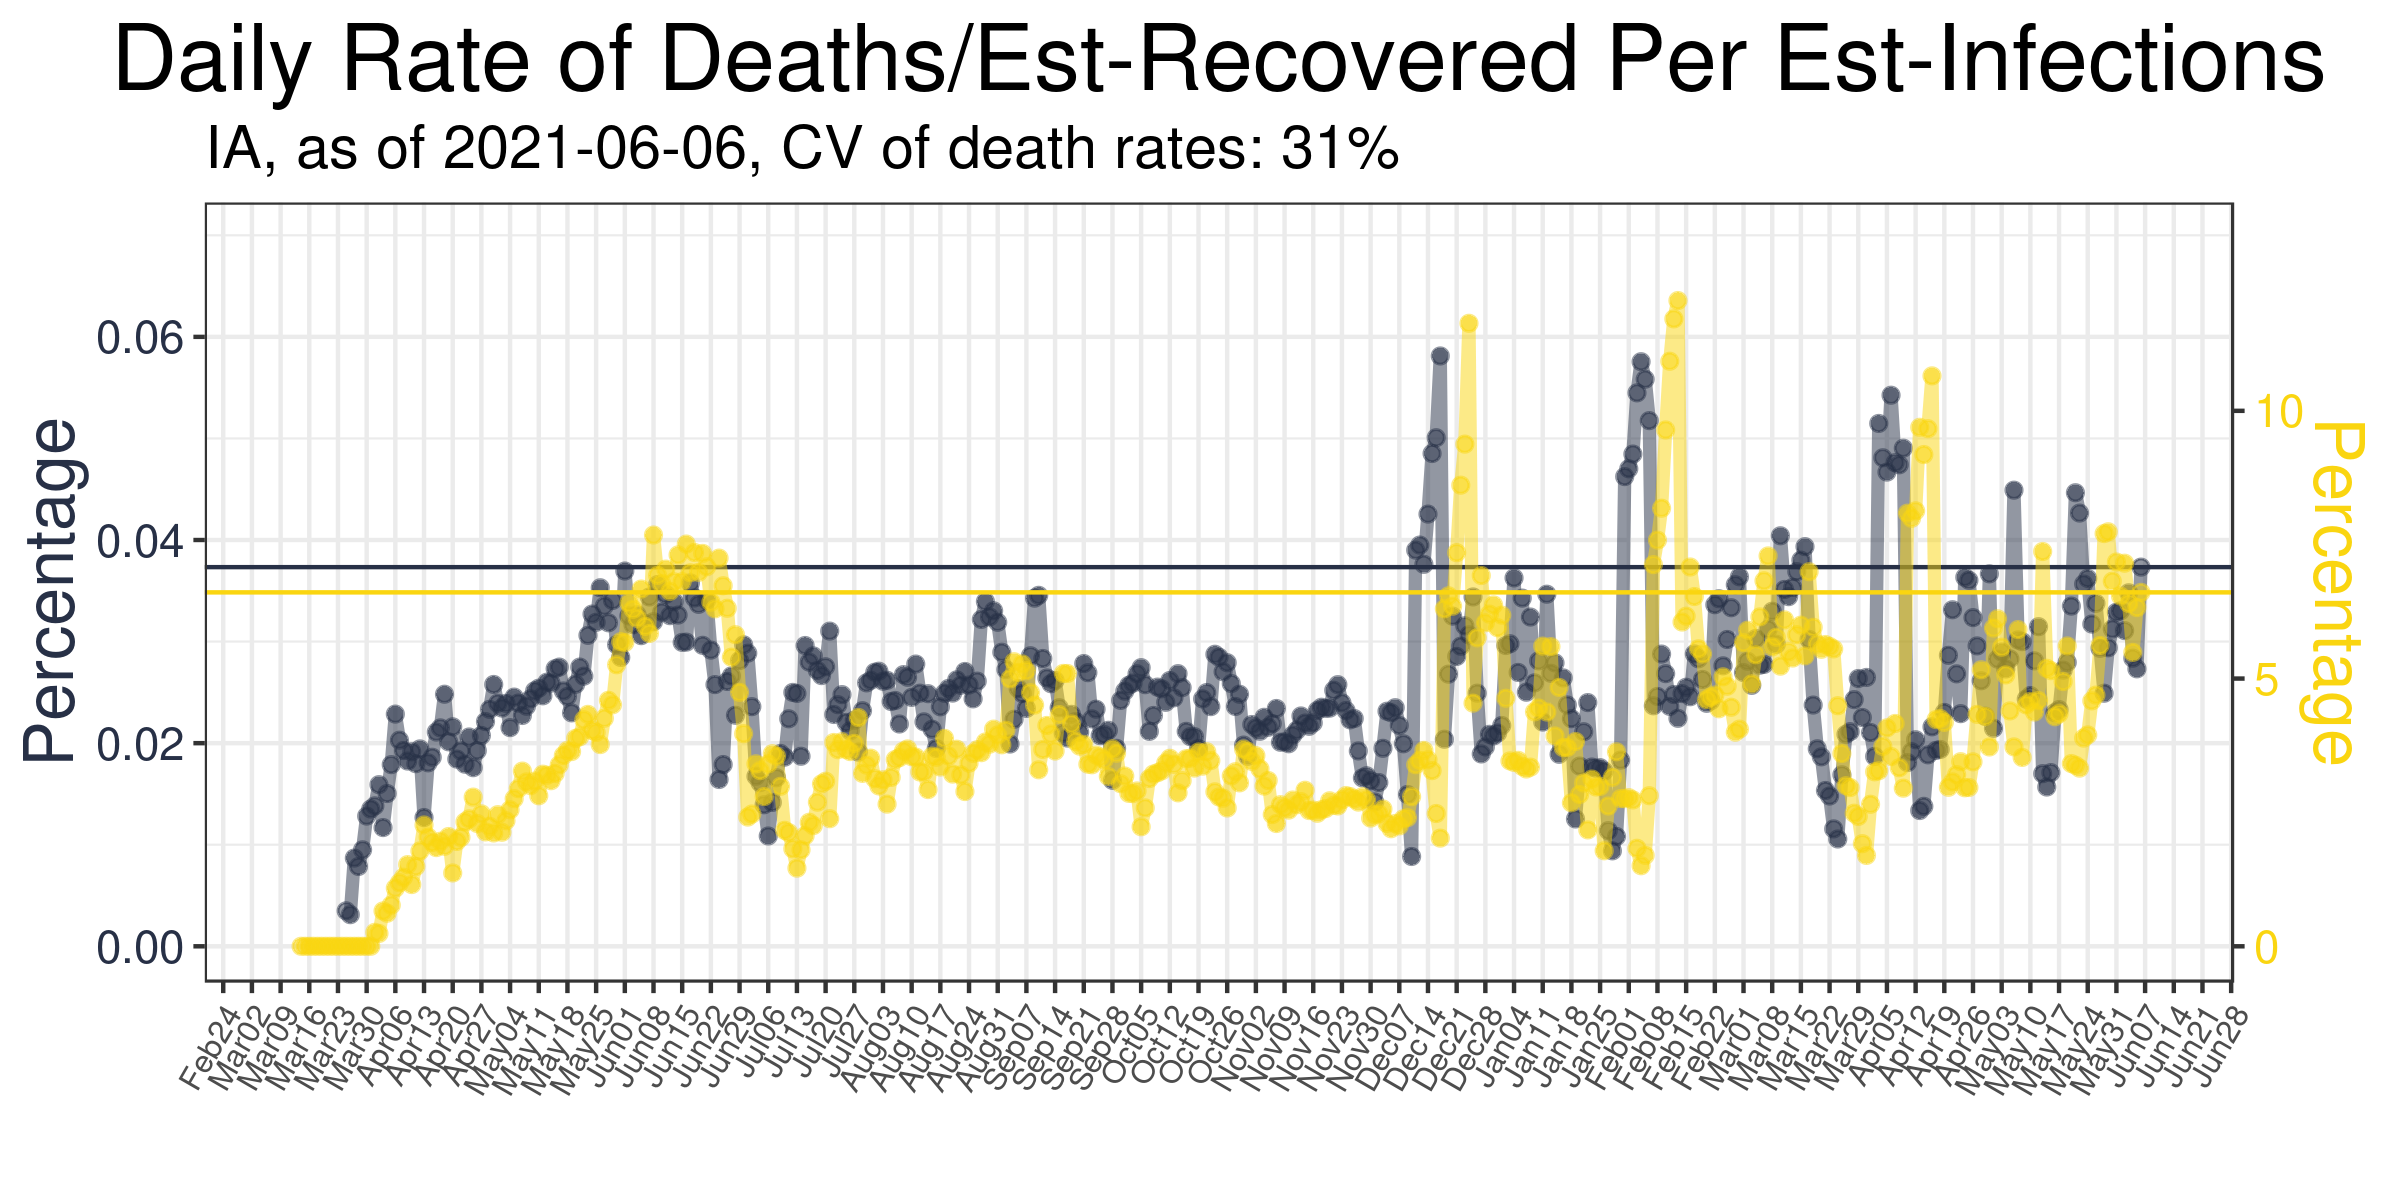 Daily Rate of Deaths/Est-Recovered Per Est-Infections
IA, as of 2021-06-06, CV of death rates: 31%
Percentage
0.06
0.04
0.02
0.00
10
5
0
Percentage
Feb24
Mar02
Mar09
Mar16
Mar23
Mar30
Apr06
Apr13
Apr20
Apr27
May04
May11
May18
May25
Jun01
Jun08
Jun15
Jun22
Jun29
Jul06
Jul13
Jul20
Jul27
Aug03
Aug10
Aug17
Aug24
Aug31
Sep07
Sep14
Sep21
Sep28
Oct05
Oct12
Oct19
Oct26
Nov02
Nov09
Nov16
Nov23
Nov30
Dec07
Dec14
Dec21
Dec28
Jan04
Jan11
Jan18
Jan25
Feb01
Feb08
Feb15
Feb22
Mar01
Mar08
Mar15
Mar22
Mar29
Apr05
Apr12
Apr19
Apr26
May03
May10
May17
May24
May31
Jun07
Jun14
Jun21
Jun28